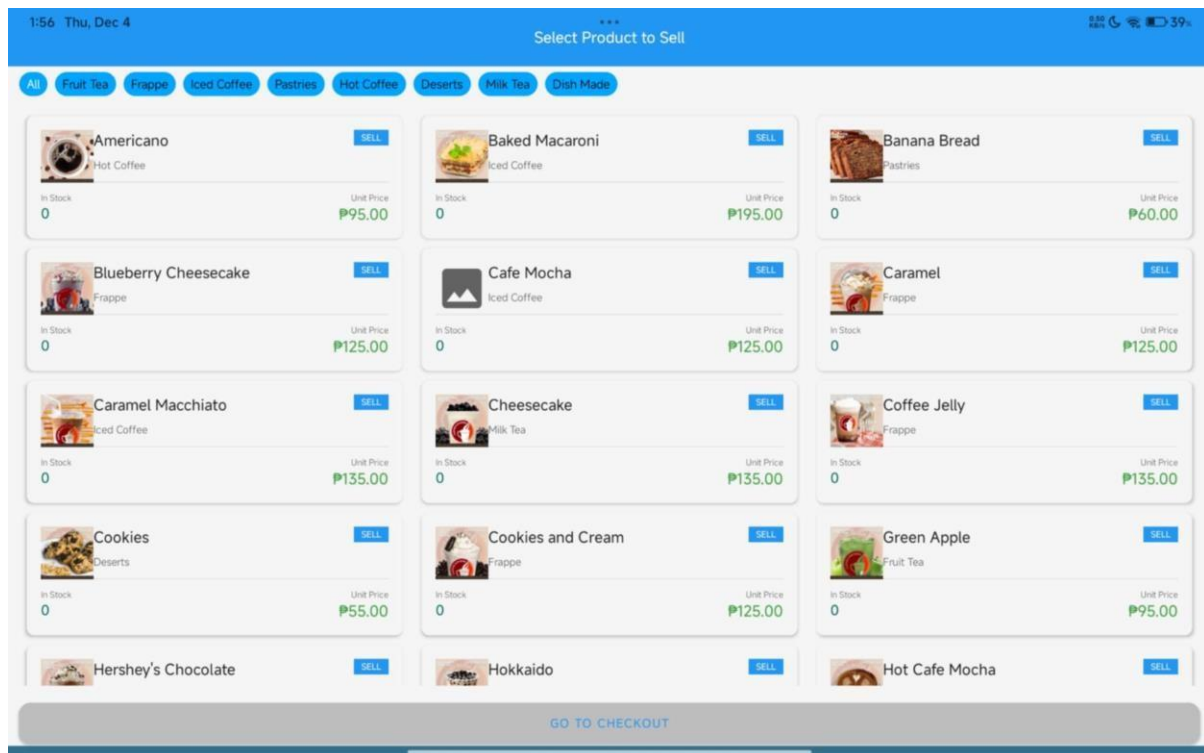 1:56 Thu, Dec 4
0.50 KB/s 39%
Select Product to Sell
All Fruit Tea Frappe Iced Coffee Pastries Hot Coffee Deserts Milk Tea Dish Made
Americano SELL
Hot Coffee
In Stock Unit Price
0 ₱95.00
Baked Macaroni SELL
Iced Coffee
In Stock Unit Price
0 ₱195.00
Banana Bread SELL
Pastries
In Stock Unit Price
0 ₱60.00
Blueberry Cheesecake SELL
Frappe
In Stock Unit Price
0 ₱125.00
Cafe Mocha SELL
Iced Coffee
In Stock Unit Price
0 ₱125.00
Caramel SELL
Frappe
In Stock Unit Price
0 ₱125.00
Caramel Macchiato SELL
Iced Coffee
In Stock Unit Price
0 ₱135.00
Cheesecake SELL
Milk Tea
In Stock Unit Price
0 ₱135.00
Coffee Jelly SELL
Frappe
In Stock Unit Price
0 ₱135.00
Cookies SELL
Deserts
In Stock Unit Price
0 ₱55.00
Cookies and Cream SELL
Frappe
In Stock Unit Price
0 ₱125.00
Green Apple SELL
Fruit Tea
In Stock Unit Price
0 ₱95.00
Hershey's Chocolate SELL
Hokkaido SELL
Hot Cafe Mocha SELL
GO TO CHECKOUT